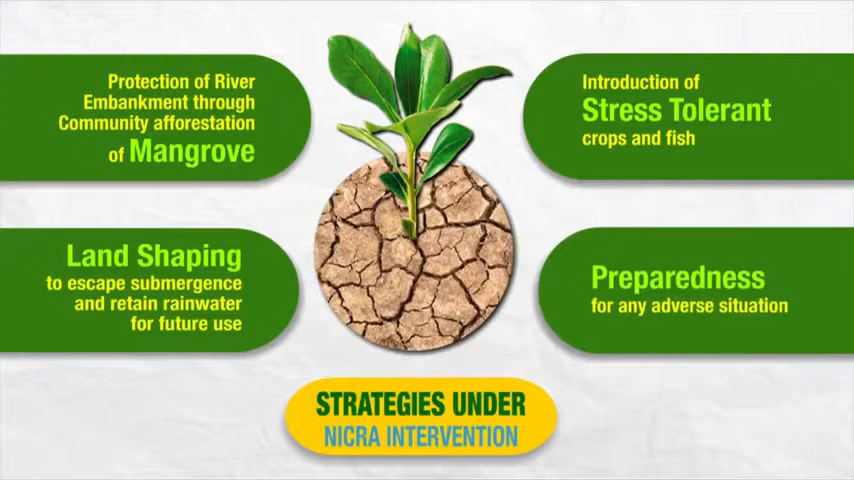 Protection of River
Embankment through
Community afforestation
of Mangrove
Introduction of
Stress Tolerant
crops and fish
Land Shaping
to escape submergence
and retain rainwater
for future use
Preparedness
for any adverse situation
STRATEGIES UNDER
NICRA INTERVENTION